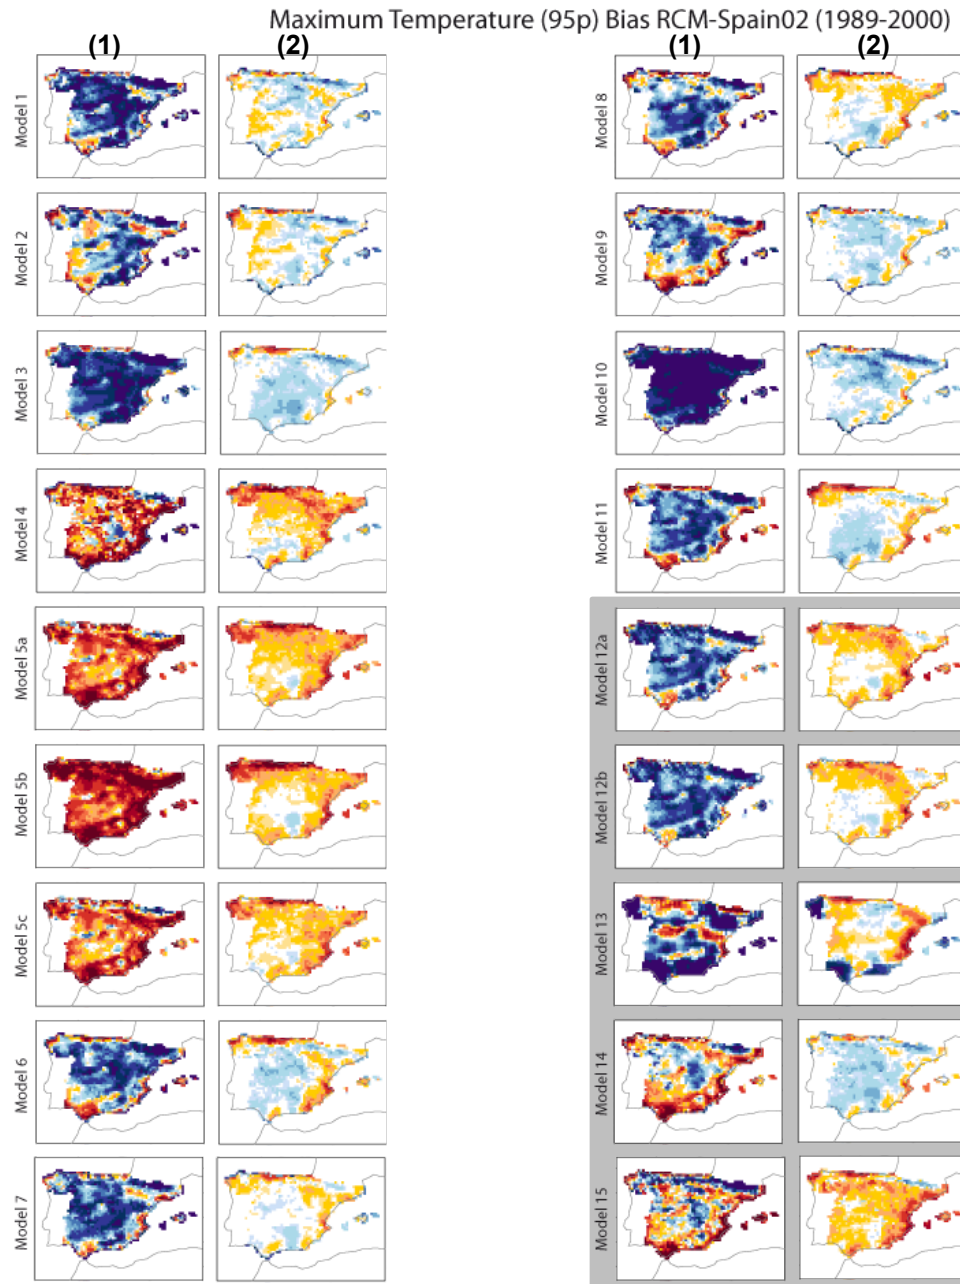 Maximum Temperature (95p) Bias RCM-Spain02 (1989-2000)
(1) (2) (1) (2)
Model 1
Model 2
Model 3
Model 4
Model 5a
Model 5b
Model 5c
Model 6
Model 7
Model 8
Model 9
Model 10
Model 11
Model 12a
Model 12b
Model 13
Model 14
Model 15